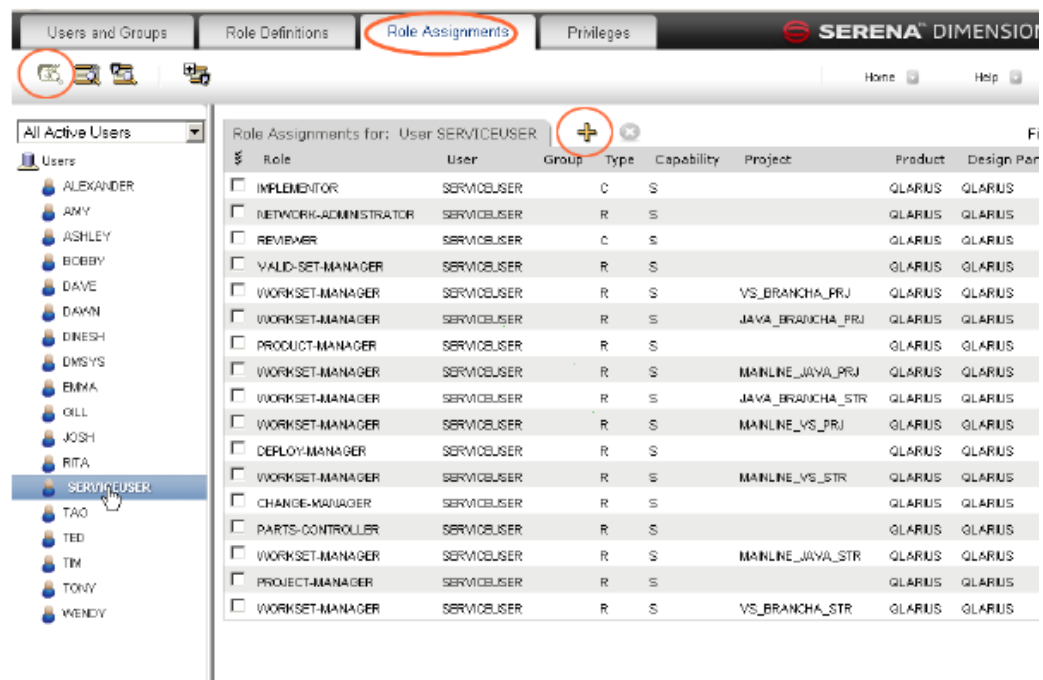 Users and Groups Role Definitions Role Assignments Privileges SERENA™ DIMENSION
Home Help
All Active Users Role Assignments for: User SERVICEUSER Fi
Users Role User Group Type Capability Project Product Design Par
ALEXANDER IMPLEMENTOR SERVICEUSER C S QLARIUS QLARIUS
AMY NETWORK-ADMINISTRATOR SERVICEUSER R S QLARIUS QLARIUS
ASHLEY REVIEWER SERVICEUSER C S QLARIUS QLARIUS
BOBBY VALID-SET-MANAGER SERVICEUSER R S QLARIUS QLARIUS
DAVE WORKSET-MANAGER SERVICEUSER R S VS_BRANCHA_PRJ QLARIUS QLARIUS
DAWN WORKSET-MANAGER SERVICEUSER R S JAVA_BRANCHA_PRJ QLARIUS QLARIUS
DINESH PRODUCT-MANAGER SERVICEUSER R S QLARIUS QLARIUS
DMSYS WORKSET-MANAGER SERVICEUSER R S MAINLINE_JAVA_PRJ QLARIUS QLARIUS
EMMA WORKSET-MANAGER SERVICEUSER R S JAVA_BRANCHA_STR QLARIUS QLARIUS
GILL WORKSET-MANAGER SERVICEUSER R S MAINLINE_VS_PRJ QLARIUS QLARIUS
JOSH DEPLOY-MANAGER SERVICEUSER R S QLARIUS QLARIUS
RITA WORKSET-MANAGER SERVICEUSER R S MAINLINE_VS_STR QLARIUS QLARIUS
SERVICEUSER CHANGE-MANAGER SERVICEUSER R S QLARIUS QLARIUS
TAO PARTS-CONTROLLER SERVICEUSER R S QLARIUS QLARIUS
TED WORKSET-MANAGER SERVICEUSER R S MAINLINE_JAVA_STR QLARIUS QLARIUS
TIM PROJECT-MANAGER SERVICEUSER R S QLARIUS QLARIUS
TONY WORKSET-MANAGER SERVICEUSER R S VS_BRANCHA_STR QLARIUS QLARIUS
WENDY